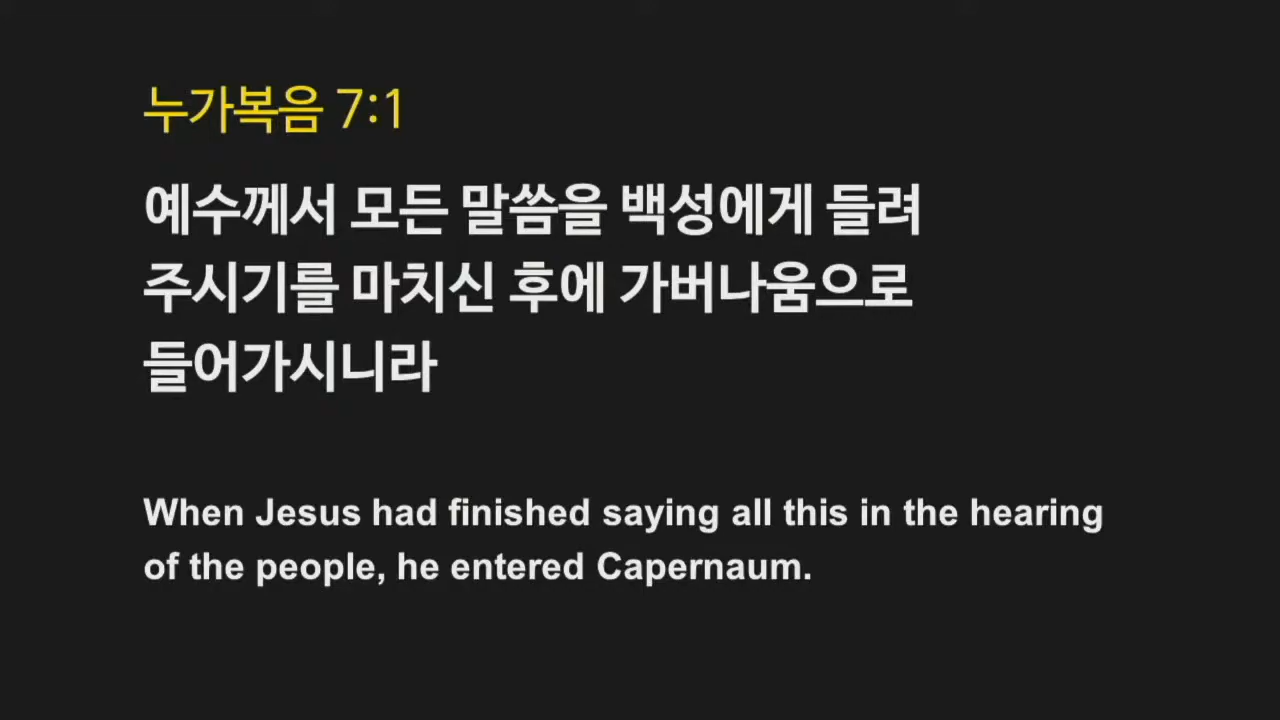 누가복음 7:1
예수께서 모든 말씀을 백성에게 들려
주시기를 마치신 후에 가버나움으로
들어가시니라
When Jesus had finished saying all this in the hearing
of the people, he entered Capernaum.